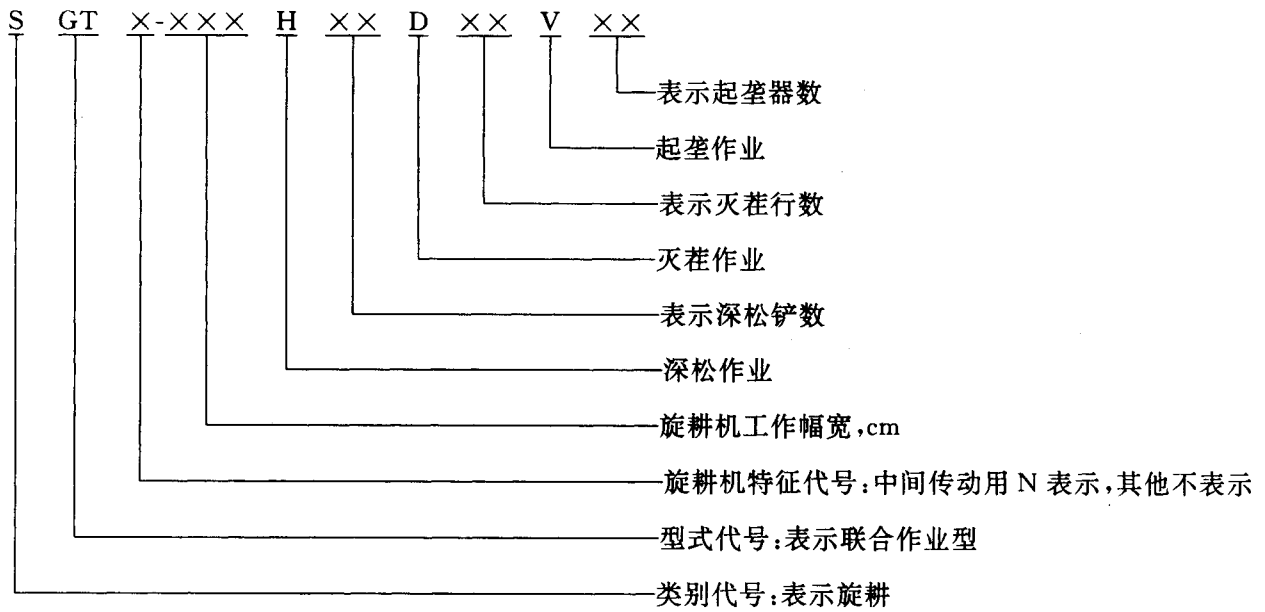 S GT ×-××× H ×× D ×× V ××
表示起垄器数
起垄作业
表示灭茬行数
灭茬作业
表示深松铲数
深松作业
旋耕机工作幅宽,cm
旋耕机特征代号:中间传动用 N 表示,其他不表示
型式代号:表示联合作业型
类别代号:表示旋耕